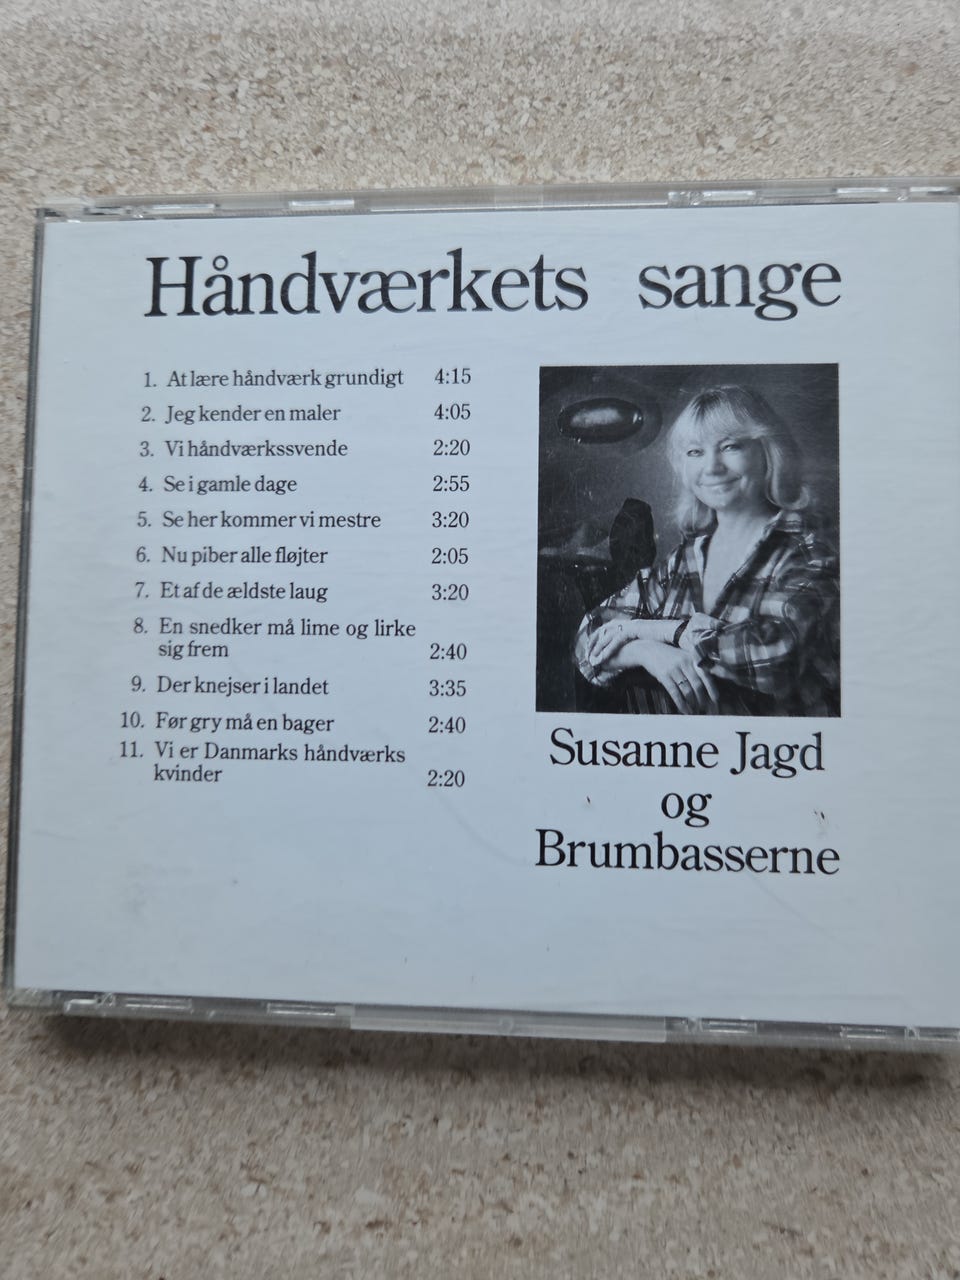 Håndværkets sange
1. At lære håndværk grundigt 4:15
2. Jeg kender en maler 4:05
3. Vi håndværkssvende 2:20
4. Se i gamle dage 2:55
5. Se her kommer vi mestre 3:20
6. Nu piber alle fløjter 2:05
7. Et af de ældste laug 3:20
8. En snedker må lime og lirke
sig frem 2:40
9. Der knejser i landet 3:35
10. Før gry må en bager 2:40
11. Vi er Danmarks håndværks
kvinder 2:20
Susanne Jagd
og
Brumbasserne